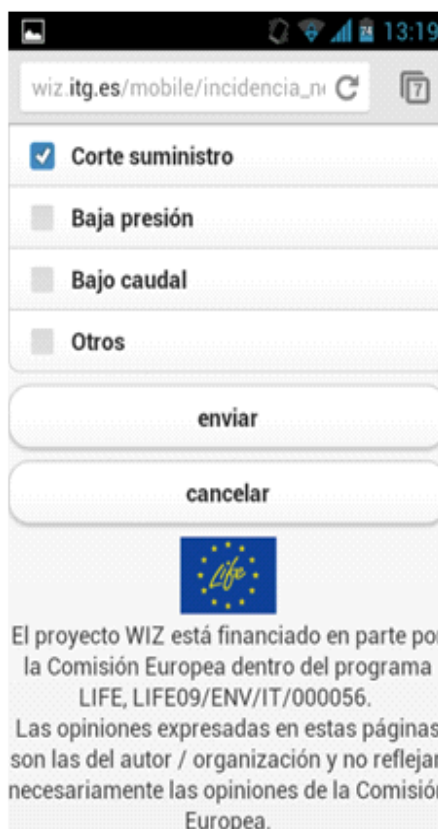 13:19
wiz.itg.es/mobile/incidencia_n
7
Corte suministro
Baja presión
Bajo caudal
Otros
enviar
cancelar
Life
El proyecto WIZ está financiado en parte por
la Comisión Europea dentro del programa
LIFE, LIFE09/ENV/IT/000056.
Las opiniones expresadas en estas páginas
son las del autor / organización y no reflejan
necesariamente las opiniones de la Comisión
Europea.